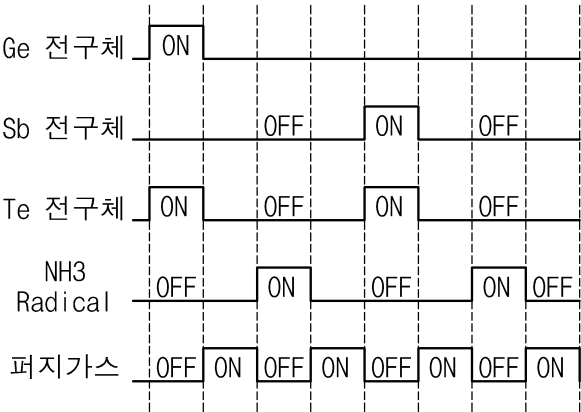 Ge 전구체 ON
Sb 전구체 OFF ON OFF
Te 전구체 ON OFF ON OFF
NH3
Radical OFF ON OFF ON OFF
퍼지가스 OFF ON OFF ON OFF ON OFF ON